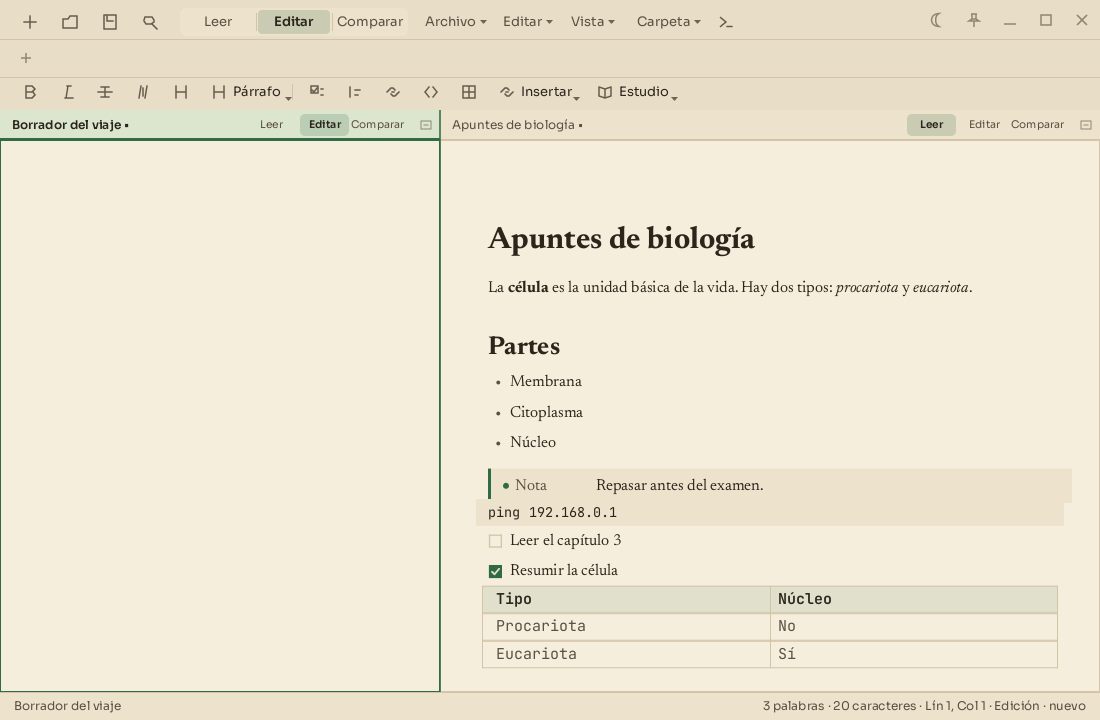 Leer Editar Comparar Archivo Editar Vista Carpeta
Párrafo Insertar Estudio
Borrador del viaje • Leer Editar Comparar
Apuntes de biología • Leer Editar Comparar
Apuntes de biología
La célula es la unidad básica de la vida. Hay dos tipos: procariota y eucariota.
Partes
• Membrana
• Citoplasma
• Núcleo
• Nota Repasar antes del examen.
ping 192.168.0.1
Leer el capítulo 3
Resumir la célula
Tipo Núcleo
Procariota No
Eucariota Sí
Borrador del viaje 3 palabras · 20 caracteres · Lín 1, Col 1 · Edición · nuevo